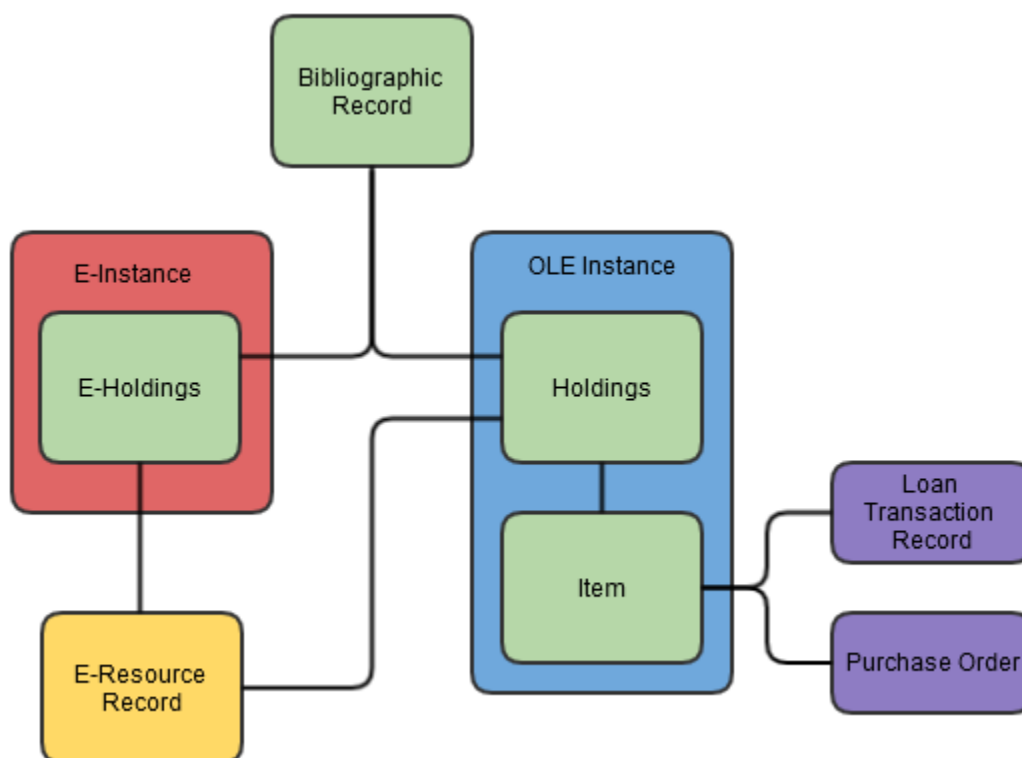 Bibliographic
Record
E-Instance
OLE Instance
E-Holdings
Holdings
Loan
Transaction
Record
Item
E-Resource
Record
Purchase Order